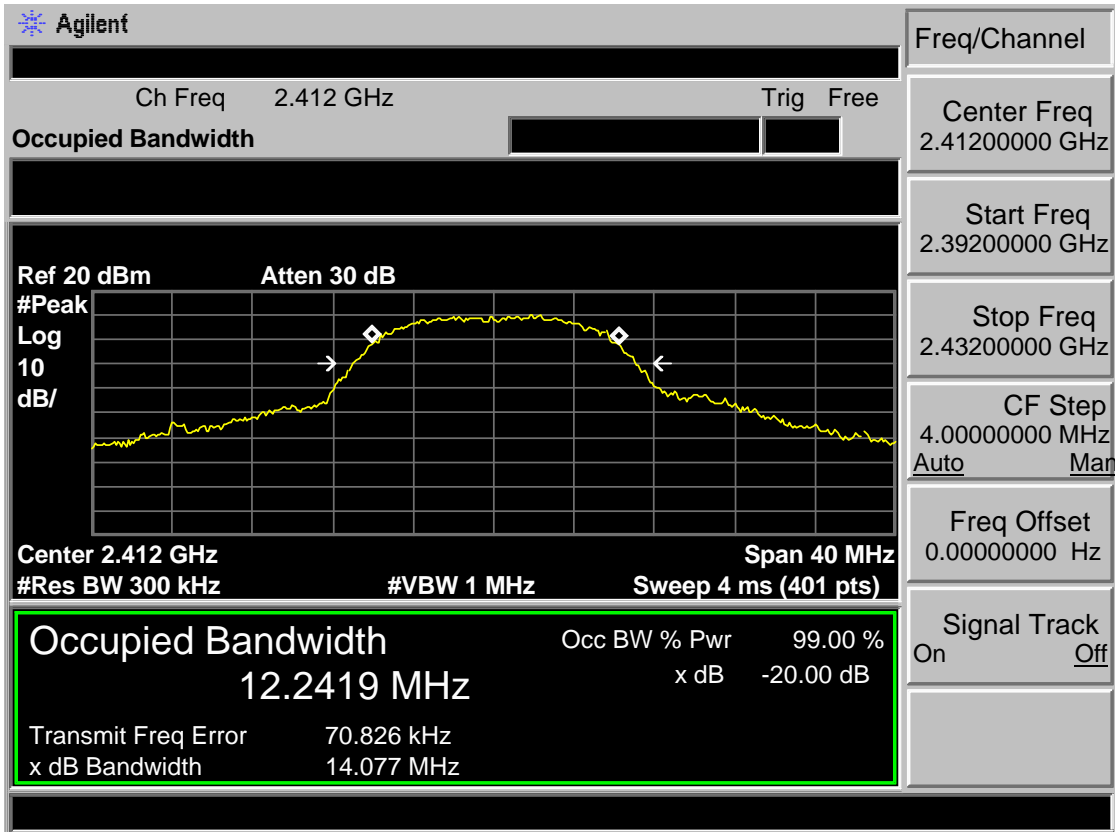 Agilent
Freq/Channel
Ch Freq 2.412 GHz Trig Free
Occupied Bandwidth
Center Freq
2.41200000 GHz
Start Freq
2.39200000 GHz
Stop Freq
2.43200000 GHz
CF Step
4.00000000 MHz
Auto Man
Freq Offset
0.00000000 Hz
Signal Track
On Off
Ref 20 dBm Atten 30 dB
#Peak
Log
10
dB/
Center 2.412 GHz Span 40 MHz
#Res BW 300 kHz #VBW 1 MHz Sweep 4 ms (401 pts)
Occupied Bandwidth Occ BW % Pwr 99.00 %
12.2419 MHz x dB -20.00 dB
Transmit Freq Error 70.826 kHz
x dB Bandwidth 14.077 MHz